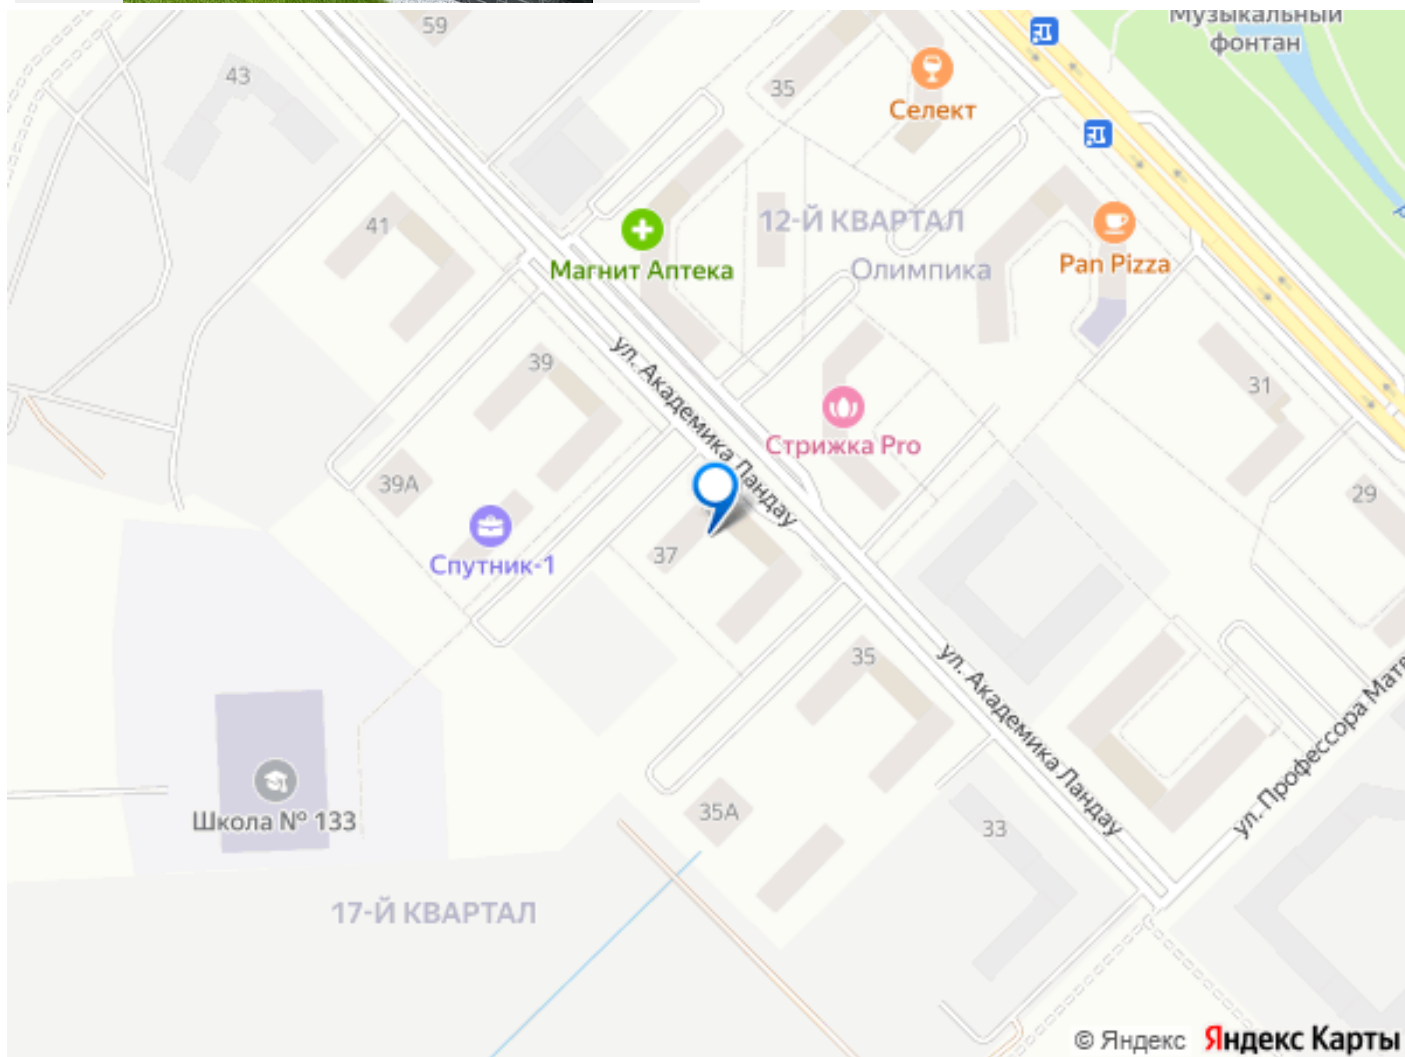 59
Музыкальный
фонтан
43
35
Селект
41
12-Й КВАРТАЛ
Магнит Аптека
Олимпика
Pan Pizza
39
ул. Академика Ландау
31
Стрижка Pro
39А
29
37
Спутник-1
35
ул. Академика Ландау
ул. Профессора Мате
Школа № 133
35А
33
17-Й КВАРТАЛ
© Яндекс Яндекс Карты